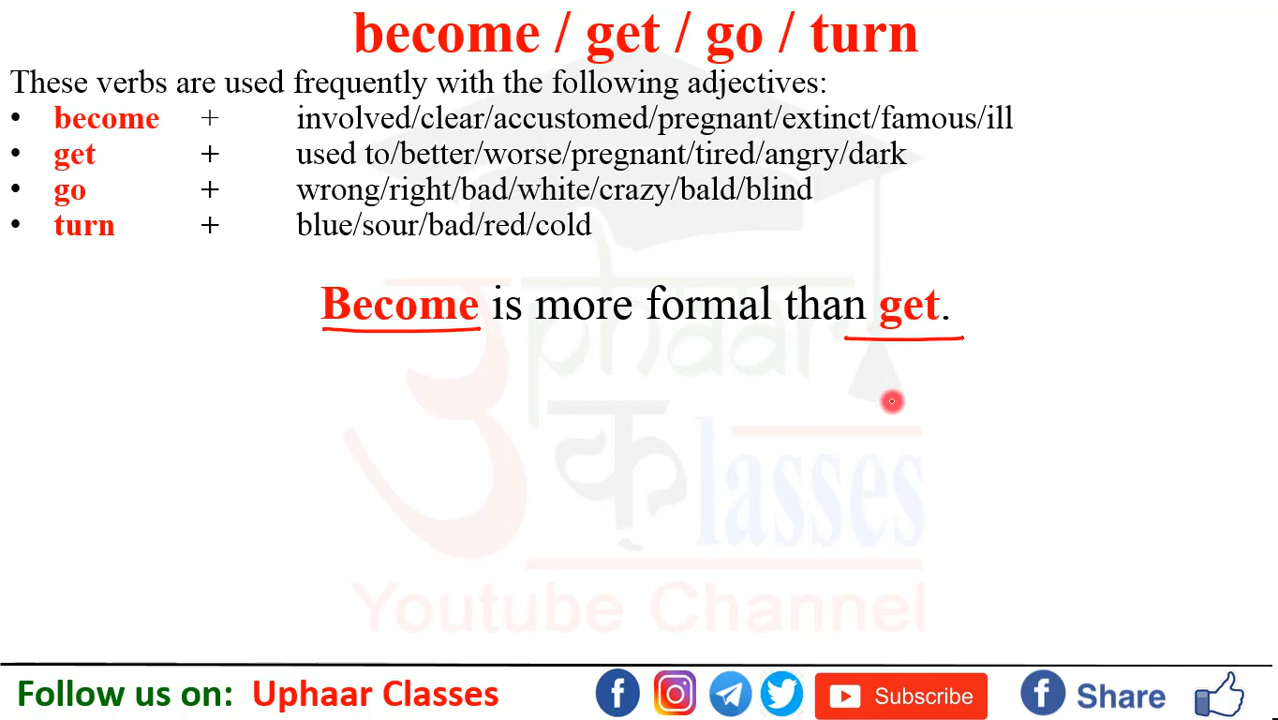 become / get / go / turn
These verbs are used frequently with the following adjectives:
• become + involved/clear/accustomed/pregnant/extinct/famous/ill
• get + used to/better/worse/pregnant/tired/angry/dark
• go + wrong/right/bad/white/crazy/bald/blind
• turn + blue/sour/bad/red/cold
Become is more formal than get.
उphaar
कlasses
Youtube Channel
Follow us on: Uphaar Classes Subscribe Share